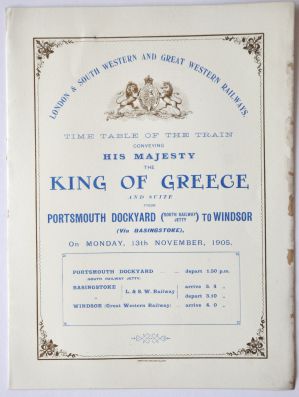 LONDON & SOUTH WESTERN AND GREAT WESTERN RAILWAYS.
TIME TABLE OF THE TRAIN
CONVEYING
HIS MAJESTY
THE
KING OF GREECE
AND SUITE
FROM
PORTSMOUTH DOCKYARD (SOUTH RAILWAY JETTY) TO WINDSOR
(Via BASINGSTOKE),
On MONDAY, 13th NOVEMBER, 1905.
PORTSMOUTH DOCKYARD ... ... depart 1.50 p.m.
(SOUTH RAILWAY JETTY)
BASINGSTOKE } L. & S. W. Railway { arrive 3. 5 „
„ depart 3.10 „
WINDSOR (Great Western Railway) ... arrive 4. 0 „